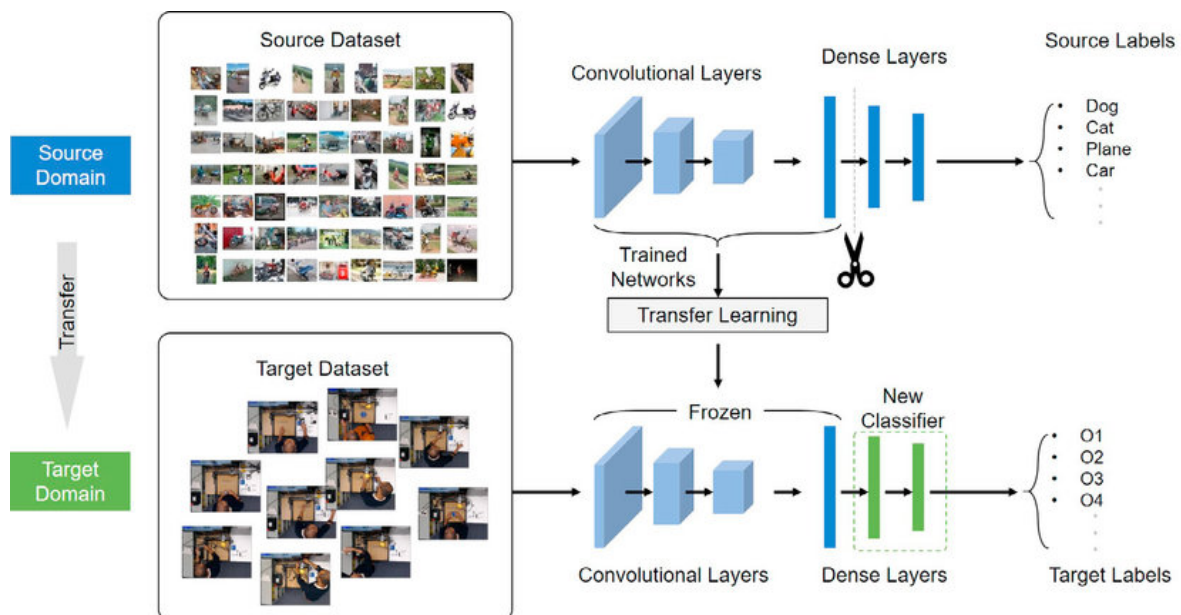 Source Dataset
Convolutional Layers
Dense Layers
Source Labels
• Dog
• Cat
• Plane
• Car
Source
Domain
Trained
Networks
Transfer Learning
Transfer
Target Dataset
Frozen
New
Classifier
• O1
• O2
• O3
• O4
Target
Domain
Convolutional Layers
Dense Layers
Target Labels